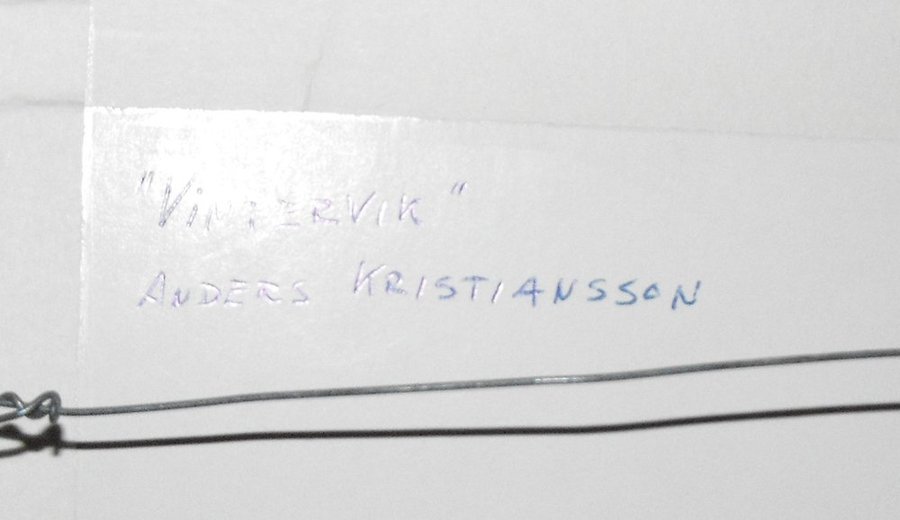 "VINTERVIK"
ANDERS KRISTIANSSON